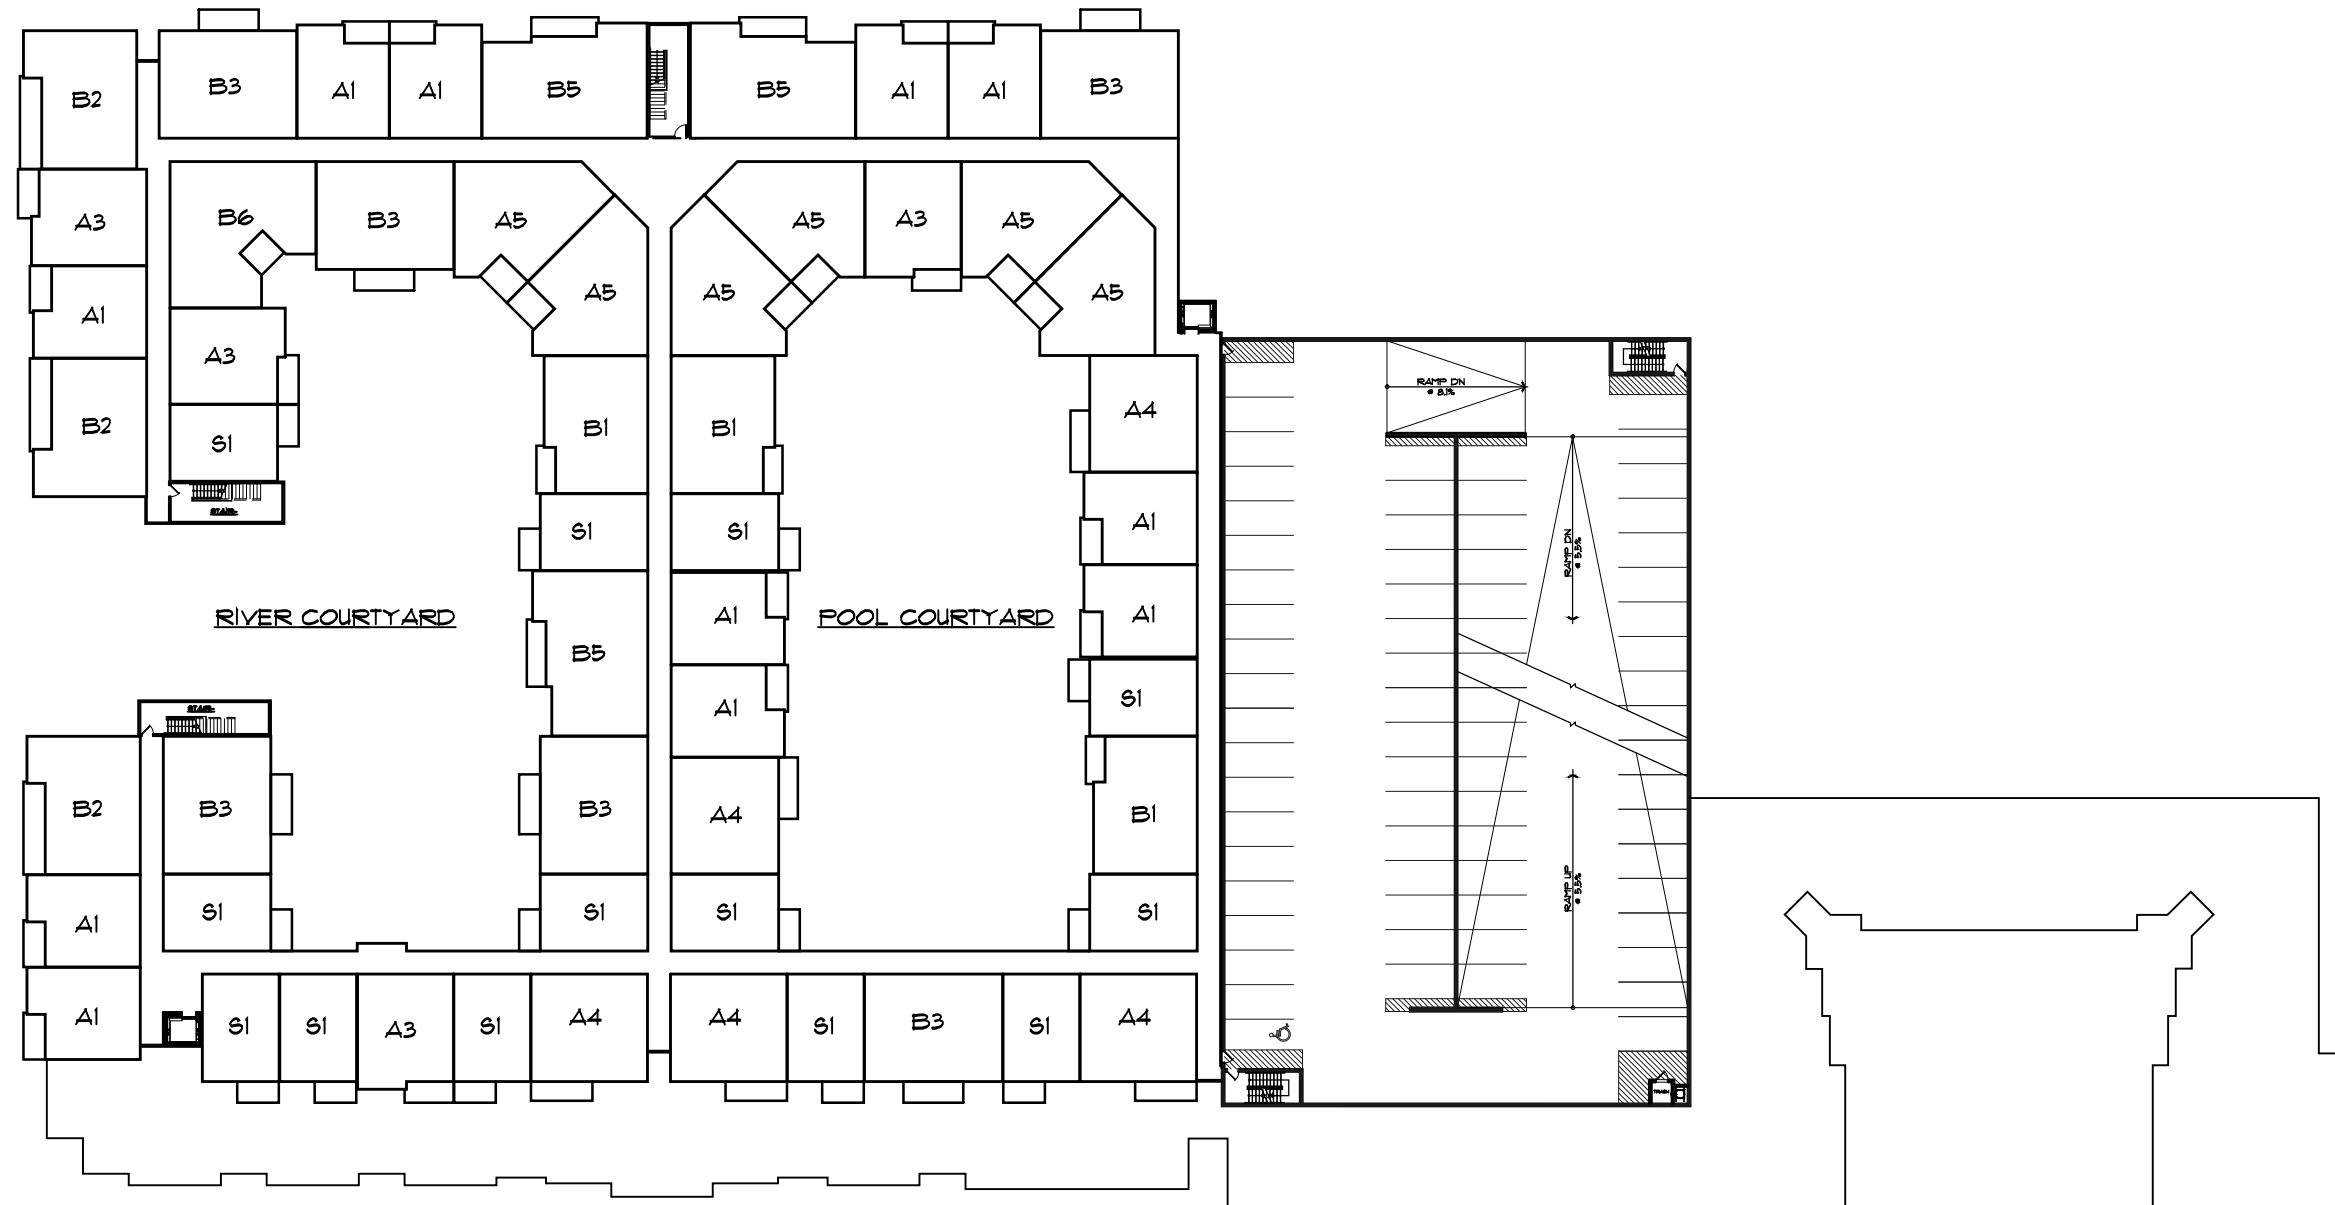 B2
B3
A1
A1
B5
B5
A1
A1
B3
A3
B6
B3
A5
A5
A3
A5
A5
A5
A5
A1
A3
RAMP DN
@ 8.1%
B2
S1
B1
B1
A4
STAIR
S1
S1
A1
RAMP DN
@ 5.5%
RIVER COURTYARD
POOL COURTYARD
A1
A1
B5
A1
S1
STAIR
B2
B3
B3
A4
B1
RAMP UP
@ 5.5%
A1
S1
S1
S1
S1
A1
S1
S1
A3
S1
A4
A4
S1
B3
S1
A4
TRASH